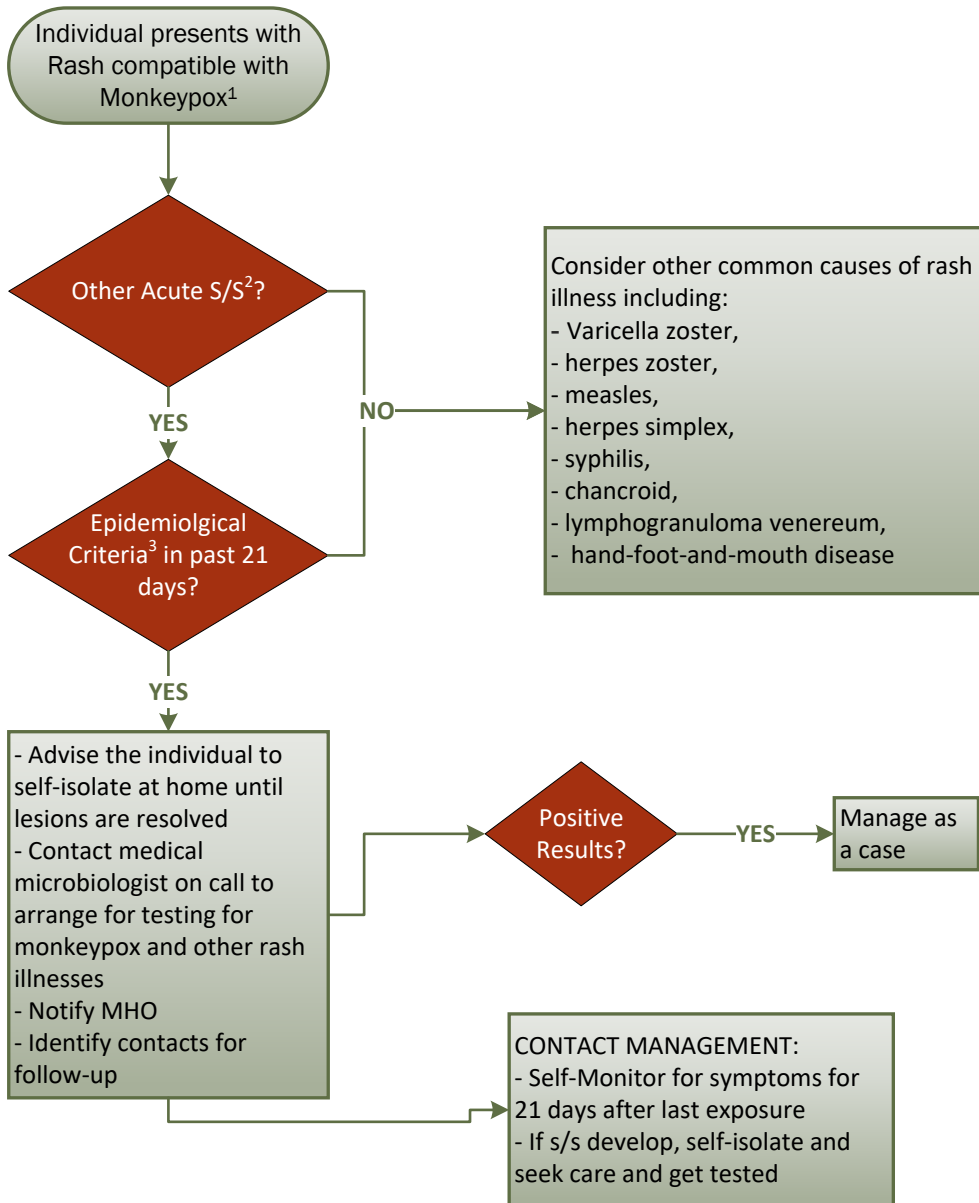 Individual presents with
Rash compatible with
Monkeypox¹
Other Acute S/S²?
YES
NO
Consider other common causes of rash
illness including:
- Varicella zoster,
- herpes zoster,
- measles,
- herpes simplex,
- syphilis,
- chancroid,
- lymphogranuloma venereum,
- hand-foot-and-mouth disease
Epidemiolgical
Criteria³ in past 21
days?
YES
- Advise the individual to
self-isolate at home until
lesions are resolved
- Contact medical
microbiologist on call to
arrange for testing for
monkeypox and other rash
illnesses
- Notify MHO
- Identify contacts for
follow-up
Positive
Results?
YES
Manage as
a case
CONTACT MANAGEMENT:
- Self-Monitor for symptoms for
21 days after last exposure
- If s/s develop, self-isolate and
seek care and get tested